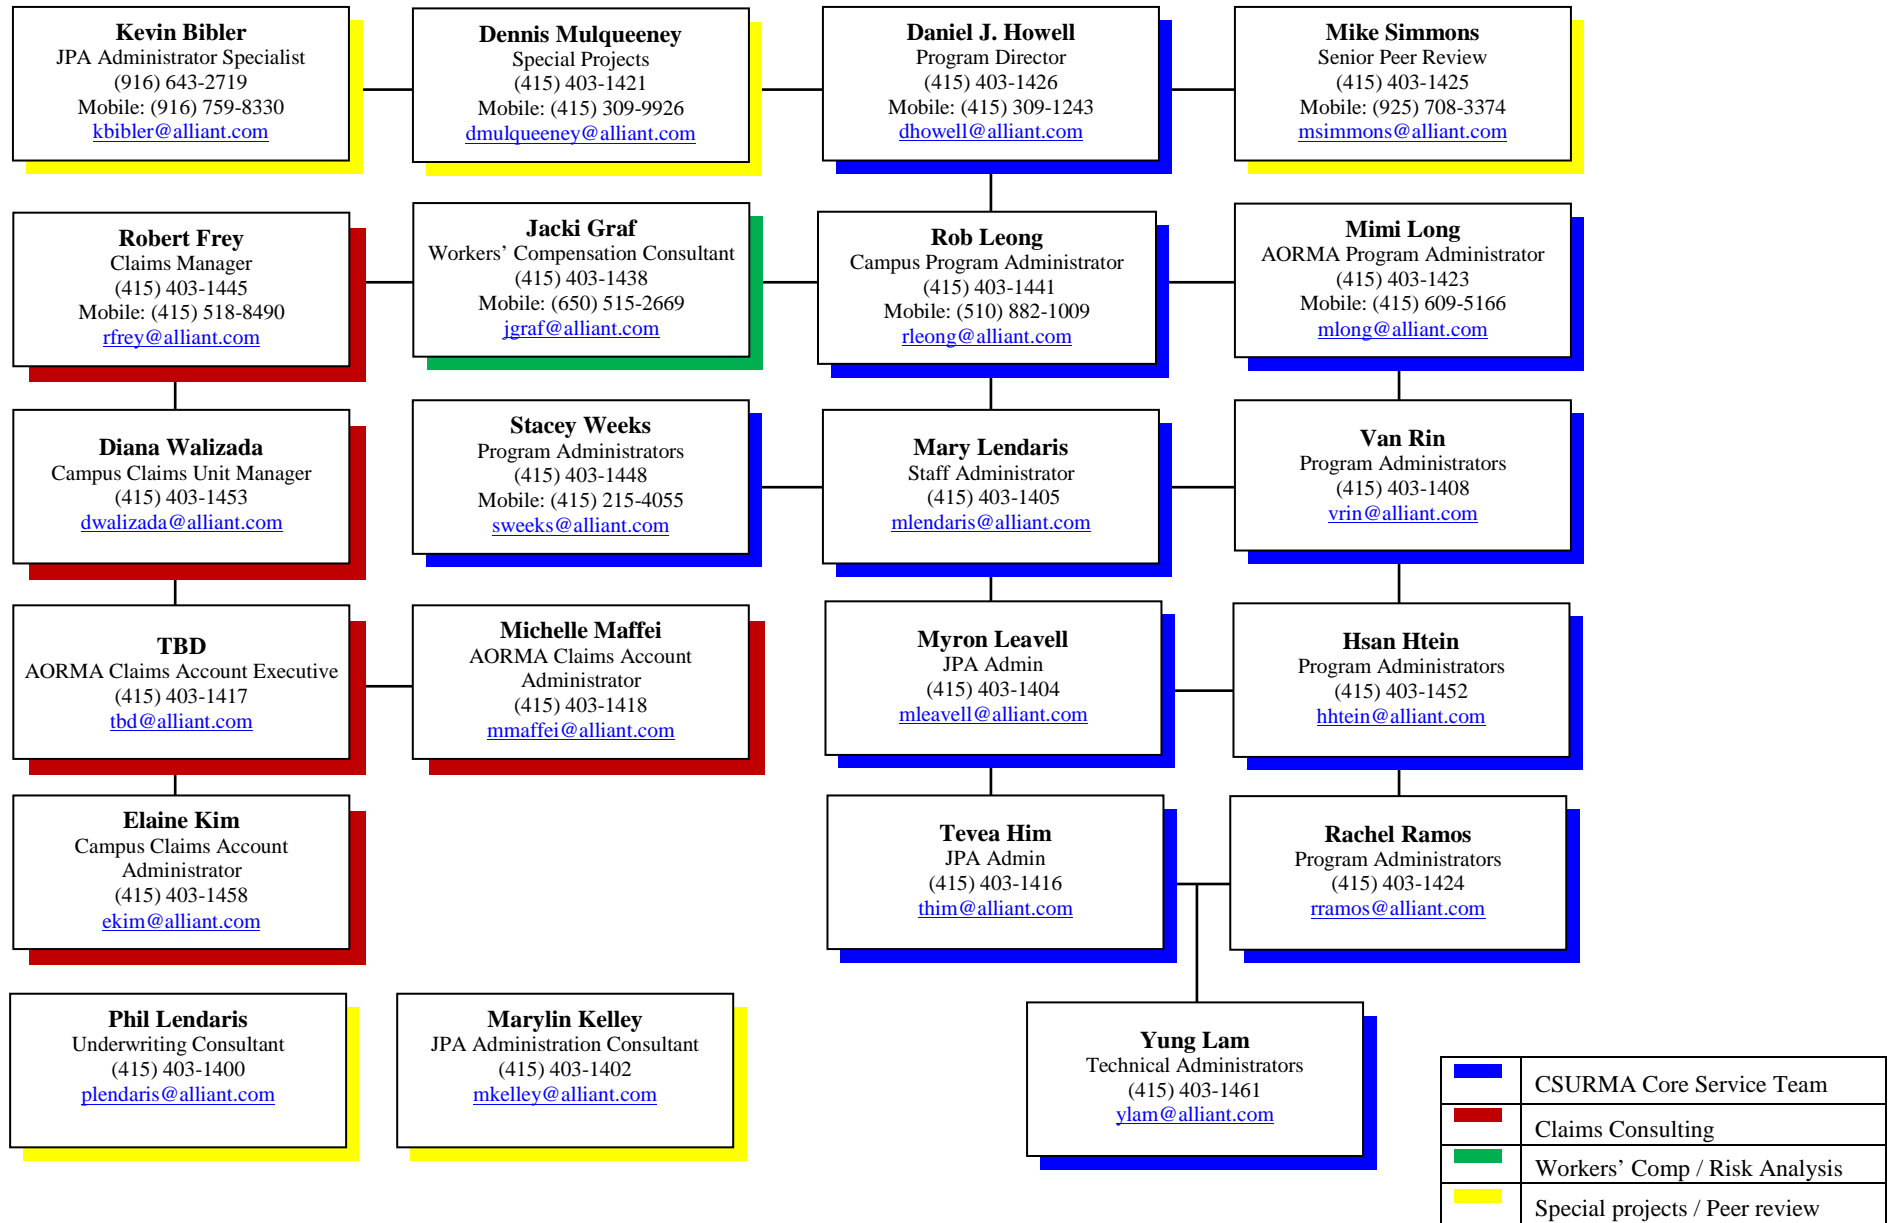 Kevin Bibler
JPA Administrator Specialist
(916) 643-2719
Mobile: (916) 759-8330
kbibler@alliant.com
Dennis Mulqueeney
Special Projects
(415) 403-1421
Mobile: (415) 309-9926
dmulqueeney@alliant.com
Daniel J. Howell
Program Director
(415) 403-1426
Mobile: (415) 309-1243
dhowell@alliant.com
Mike Simmons
Senior Peer Review
(415) 403-1425
Mobile: (925) 708-3374
msimmons@alliant.com
Robert Frey
Claims Manager
(415) 403-1445
Mobile: (415) 518-8490
rfrey@alliant.com
Jacki Graf
Workers’ Compensation Consultant
(415) 403-1438
Mobile: (650) 515-2669
jgraf@alliant.com
Rob Leong
Campus Program Administrator
(415) 403-1441
Mobile: (510) 882-1009
rleong@alliant.com
Mimi Long
AORMA Program Administrator
(415) 403-1423
Mobile: (415) 609-5166
mlong@alliant.com
Diana Walizada
Campus Claims Unit Manager
(415) 403-1453
dwalizada@alliant.com
Stacey Weeks
Program Administrators
(415) 403-1448
Mobile: (415) 215-4055
sweeks@alliant.com
Mary Lendaris
Staff Administrator
(415) 403-1405
mlendaris@alliant.com
Van Rin
Program Administrators
(415) 403-1408
vrin@alliant.com
TBD
AORMA Claims Account Executive
(415) 403-1417
tbd@alliant.com
Michelle Maffei
AORMA Claims Account
Administrator
(415) 403-1418
mmaffei@alliant.com
Myron Leavell
JPA Admin
(415) 403-1404
mleavell@alliant.com
Hsan Htein
Program Administrators
(415) 403-1452
hhtein@alliant.com
Elaine Kim
Campus Claims Account
Administrator
(415) 403-1458
ekim@alliant.com
Tevea Him
JPA Admin
(415) 403-1416
thim@alliant.com
Rachel Ramos
Program Administrators
(415) 403-1424
rramos@alliant.com
Phil Lendaris
Underwriting Consultant
(415) 403-1400
plendaris@alliant.com
Marylin Kelley
JPA Administration Consultant
(415) 403-1402
mkelley@alliant.com
Yung Lam
Technical Administrators
(415) 403-1461
ylam@alliant.com
CSURMA Core Service Team
Claims Consulting
Workers’ Comp / Risk Analysis
Special projects / Peer review